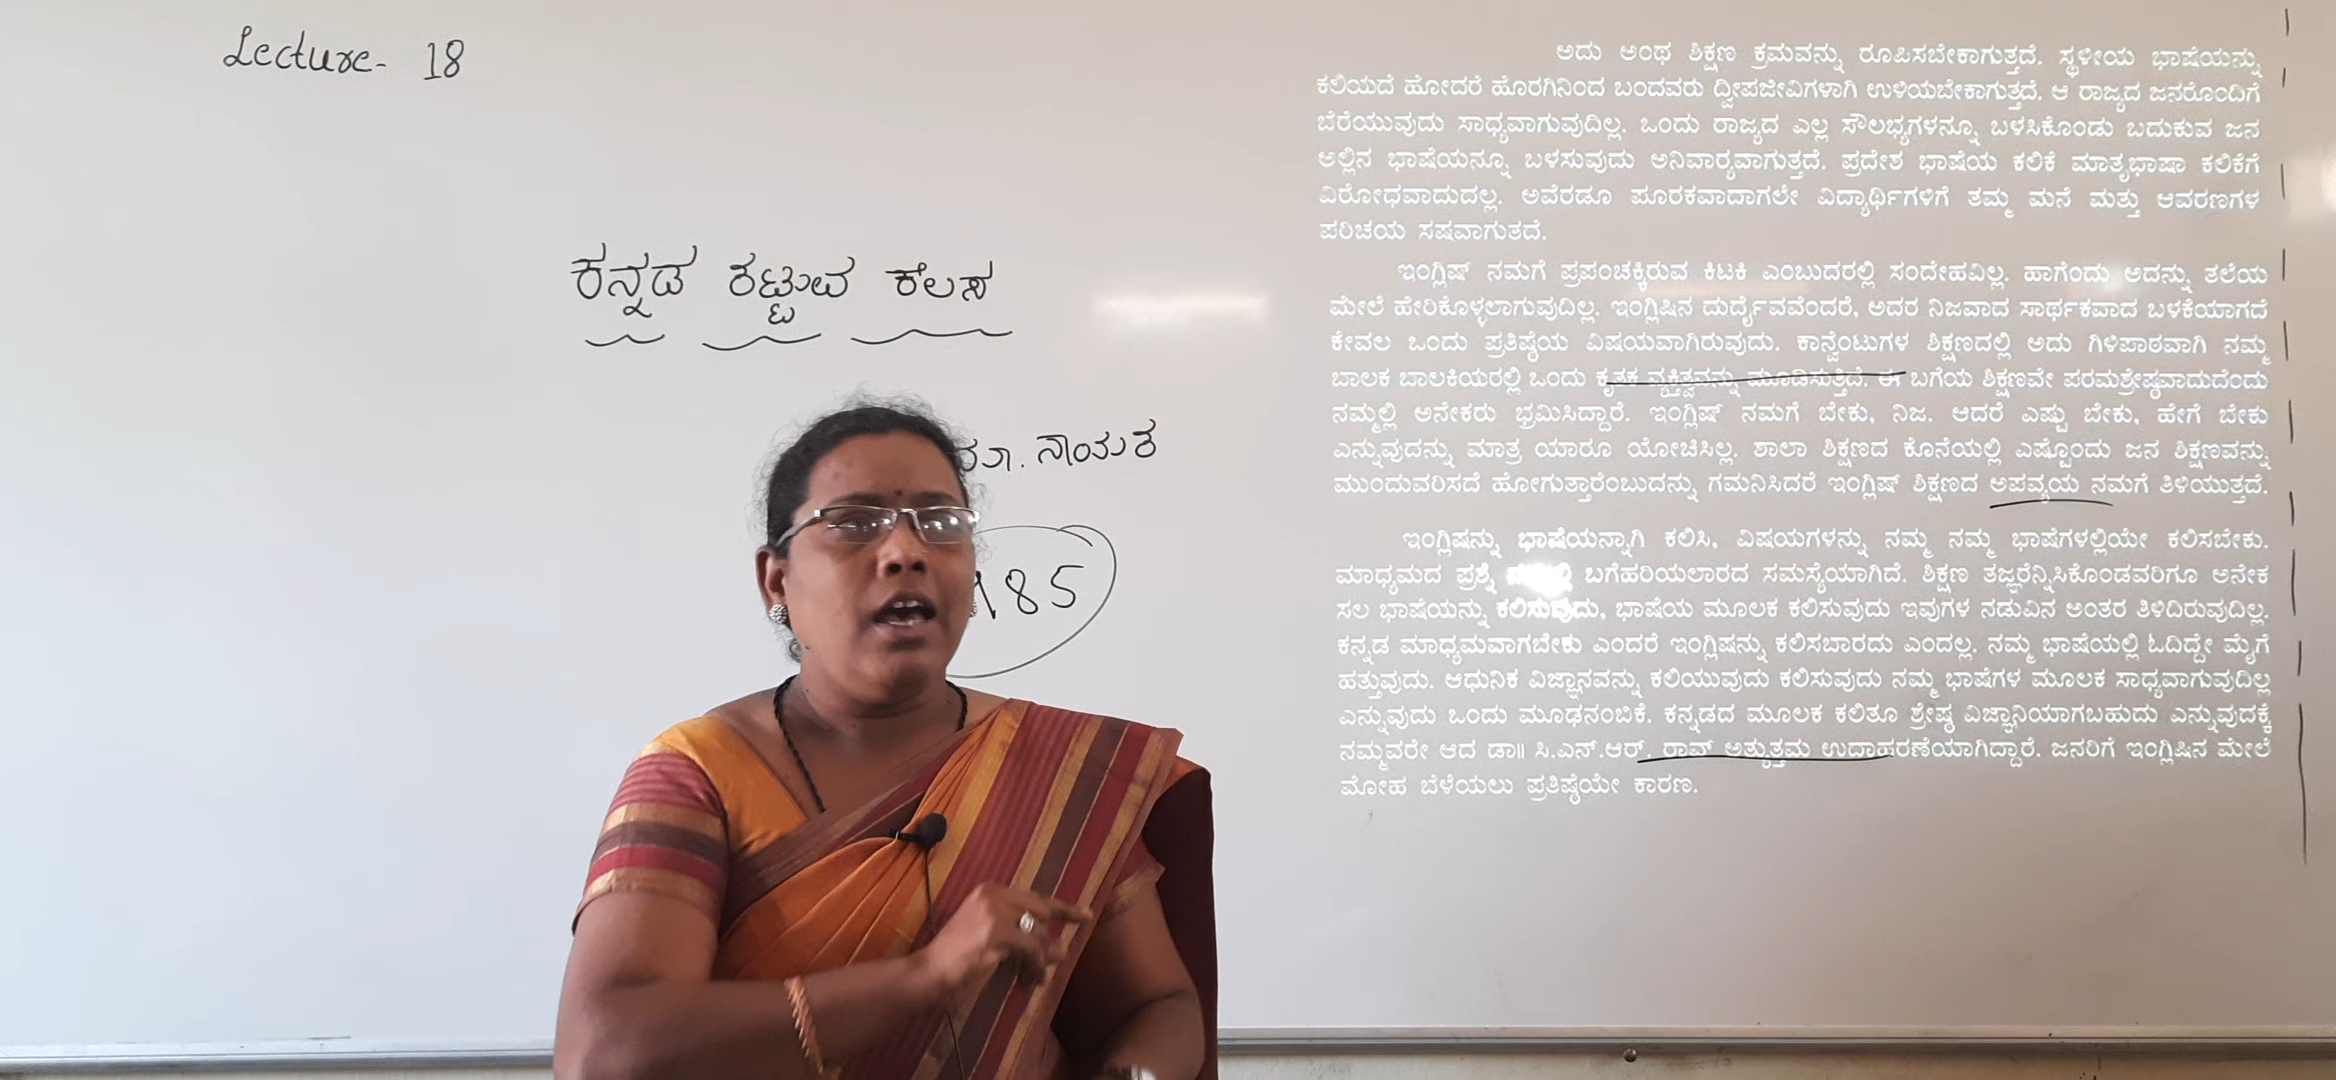 Lecture- 18
ಕನ್ನಡ ಕಟ್ಟುವ ಕೆಲಸ
ನಾಯಕ
185
ಅದು ಅಂಥ ಶಿಕ್ಷಣ ಕ್ರಮವನ್ನು ರೂಪಿಸಬೇಕಾಗುತ್ತದೆ. ಸ್ಥಳೀಯ ಭಾಷೆಯನ್ನು
ಕಲಿಯದೆ ಹೋದರೆ ಹೊರಗಿನಿಂದ ಬಂದವರು ದ್ವೀಪಜೀವಿಗಳಾಗಿ ಉಳಿಯಬೇಕಾಗುತ್ತದೆ. ಆ ರಾಜ್ಯದ ಜನರೊಂದಿಗೆ
ಬೆರೆಯುವುದು ಸಾಧ್ಯವಾಗುವುದಿಲ್ಲ. ಒಂದು ರಾಜ್ಯದ ಎಲ್ಲ ಸೌಲಭ್ಯಗಳನ್ನೂ ಬಳಸಿಕೊಂಡು ಬದುಕುವ ಜನ
ಅಲ್ಲಿನ ಭಾಷೆಯನ್ನೂ ಬಳಸುವುದು ಅನಿವಾರ್‍ಯವಾಗುತ್ತದೆ. ಪ್ರದೇಶ ಭಾಷೆಯ ಕಲಿಕೆ ಮಾತೃಭಾಷಾ ಕಲಿಕೆಗೆ
ವಿರೋಧವಾದುದಲ್ಲ. ಅವೆರಡೂ ಪೂರಕವಾದಾಗಲೇ ವಿದ್ಯಾರ್ಥಿಗಳಿಗೆ ತಮ್ಮ ಮನೆ ಮತ್ತು ಆವರಣಗಳ
ಪರಿಚಯ
ಇಂಗ್ಲಿಷ್ ನಮಗೆ ಪ್ರಪಂಚಕ್ಕಿರುವ ಕಿಟಕಿ ಎಂಬುದರಲ್ಲಿ ಸಂದೇಹವಿಲ್ಲ. ಹಾಗೆಂದು ಅದನ್ನು ತಲೆಯ
ಮೇಲೆ ಹೇರಿಕೊಳ್ಳಲಾಗುವುದಿಲ್ಲ. ಇಂಗ್ಲಿಷಿನ ದುರ್ದೈವವೆಂದರೆ, ಅದರ ನಿಜವಾದ ಸಾರ್ಥಕವಾದ ಬಳಕೆಯಾಗದೆ
ಕೇವಲ ಒಂದು ಪ್ರತಿಷ್ಠೆಯ ವಿಷಯವಾಗಿರುವುದು. ಕಾನ್ವೆಂಟುಗಳ ಶಿಕ್ಷಣದಲ್ಲಿ ಅದು ಗಿಳಿಪಾಠವಾಗಿ ನಮ್ಮ
ಬಾಲಕ ಬಾಲಕಿಯರಲ್ಲಿ ಒಂದು ಕೃತಕ ವ್ಯಕ್ತಿತ್ವವನ್ನು ಮೂಡಿಸುತ್ತದೆ. ಈ ಬಗೆಯ ಶಿಕ್ಷಣವೇ ಪರಮಶ್ರೇಷ್ಠವಾದುದೆಂದು
ನಮ್ಮಲ್ಲಿ ಅನೇಕರು ಭ್ರಮಿಸಿದ್ದಾರೆ. ಇಂಗ್ಲಿಷ್ ನಮಗೆ ಬೇಕು, ನಿಜ. ಆದರೆ ಎಷ್ಟು ಬೇಕು, ಹೇಗೆ ಬೇಕು
ಎನ್ನುವುದನ್ನು ಮಾತ್ರ ಯಾರೂ ಯೋಚಿಸಿಲ್ಲ. ಶಾಲಾ ಶಿಕ್ಷಣದ ಕೊನೆಯಲ್ಲಿ ಎಷ್ಟೊಂದು ಜನ ಶಿಕ್ಷಣವನ್ನು
ಮುಂದುವರಿಸದೆ ಹೋಗುತ್ತಾರೆಂಬುದನ್ನು ಗಮನಿಸಿದರೆ ಇಂಗ್ಲಿಷ್ ಶಿಕ್ಷಣದ ಅಪವ್ಯಯ ನಮಗೆ ತಿಳಿಯುತ್ತದೆ.
ಇಂಗ್ಲಿಷನ್ನು ಭಾಷೆಯನ್ನಾಗಿ ಕಲಿಸಿ, ವಿಷಯಗಳನ್ನು ನಮ್ಮ ನಮ್ಮ ಭಾಷೆಗಳಲ್ಲಿಯೇ ಕಲಿಸಬೇಕು.
ಮಾಧ್ಯಮದ ಪ್ರಶ್ನೆ ಬಗೆಹರಿಯಲಾರದ ಸಮಸ್ಯೆಯಾಗಿದೆ. ಶಿಕ್ಷಣ ತಜ್ಞರೆನ್ನಿಸಿಕೊಂಡವರಿಗೂ ಅನೇಕ
ಸಲ ಭಾಷೆಯನ್ನು ಕಲಿಸುವುದು, ಭಾಷೆಯ ಮೂಲಕ ಕಲಿಸುವುದು ಇವುಗಳ ನಡುವಿನ ಅಂತರ ತಿಳಿದಿರುವುದಿಲ್ಲ.
ಕನ್ನಡ ಮಾಧ್ಯಮವಾಗಬೇಕು ಎಂದರೆ ಇಂಗ್ಲಿಷನ್ನು ಕಲಿಸಬಾರದು ಎಂದಲ್ಲ. ನಮ್ಮ ಭಾಷೆಯಲ್ಲಿ ಓದಿದ್ದೇ ಮೈಗೆ
ಹತ್ತುವುದು. ಆಧುನಿಕ ವಿಜ್ಞಾನವನ್ನು ಕಲಿಯುವುದು ಕಲಿಸುವುದು ನಮ್ಮ ಭಾಷೆಗಳ ಮೂಲಕ ಸಾಧ್ಯವಾಗುವುದಿಲ್ಲ
ಎನ್ನುವುದು ಒಂದು ಮೂಢನಂಬಿಕೆ. ಕನ್ನಡದ ಮೂಲಕ ಕಲಿತೂ ಶ್ರೇಷ್ಠ ವಿಜ್ಞಾನಿಯಾಗಬಹುದು ಎನ್ನುವುದಕ್ಕೆ
ನಮ್ಮವರೇ ಆದ ಡಾ॥ ಸಿ.ಎನ್.ಆರ್. ರಾವ್ ಅತ್ಯುತ್ತಮ ಉದಾಹರಣೆಯಾಗಿದ್ದಾರೆ. ಜನರಿಗೆ ಇಂಗ್ಲಿಷಿನ ಮೇಲೆ
ಮೋಹ ಬೆಳೆಯಲು ಪ್ರತಿಷ್ಠೆಯೇ ಕಾರಣ.